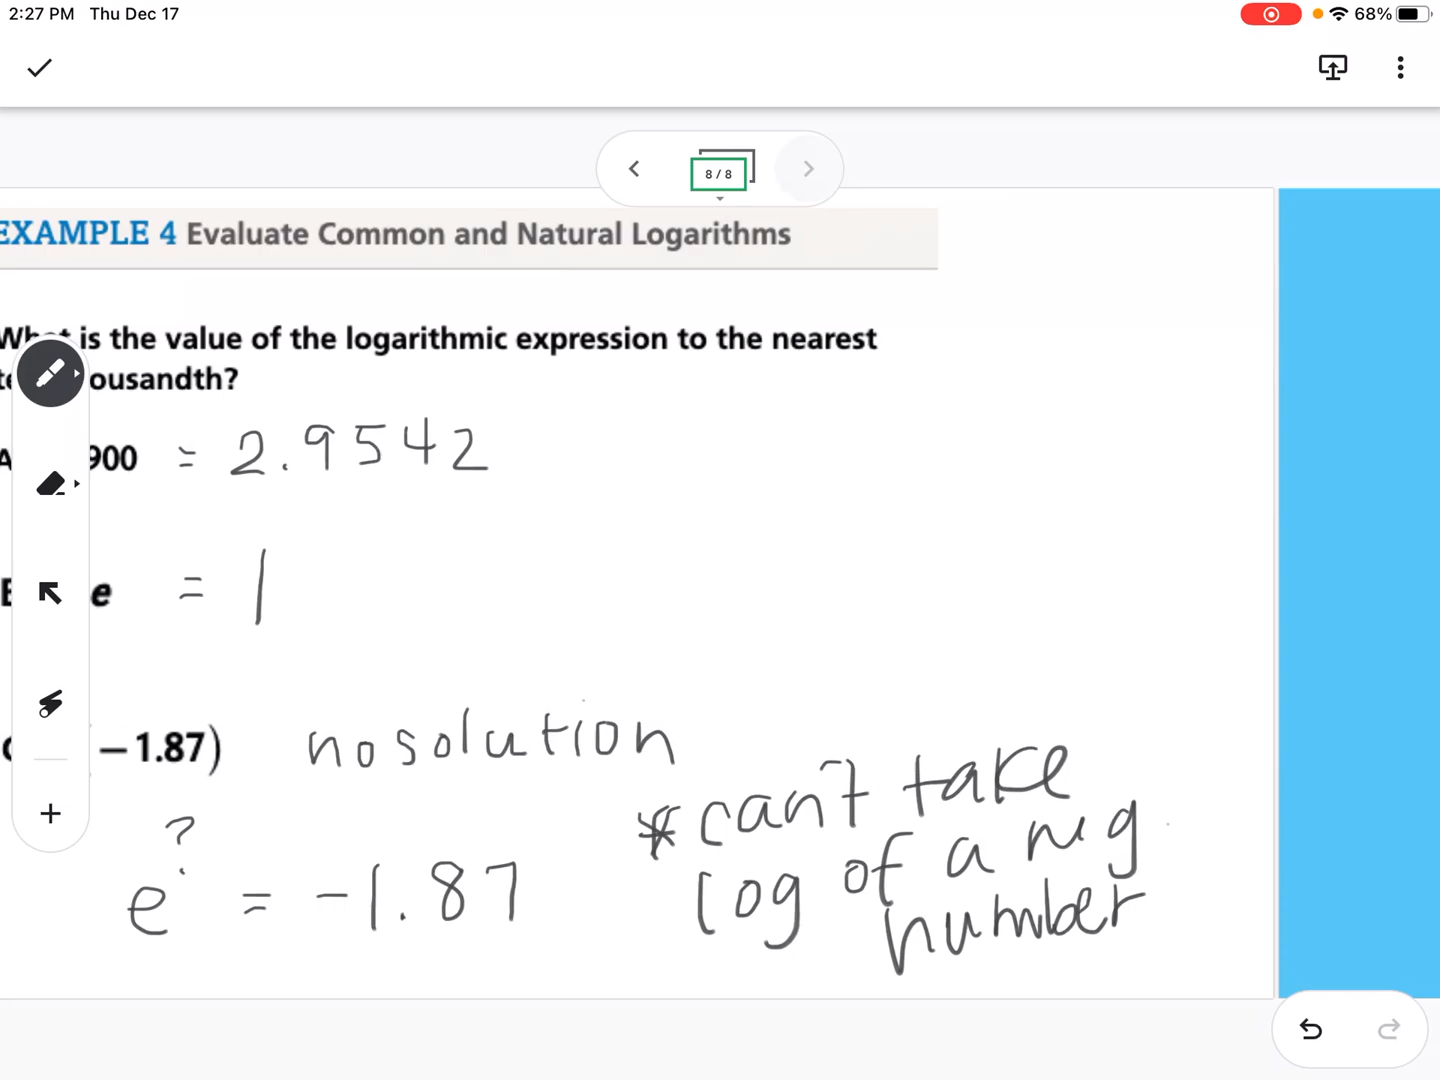 2:27 PM Thu Dec 17
68%
8 / 8
EXAMPLE 4 Evaluate Common and Natural Logarithms
is the value of the logarithmic expression to the nearest
ousandth?
900 = 2.9542
e = 1
−1.87) no solution
*can't take
log of a neg
number
e? = -1.87